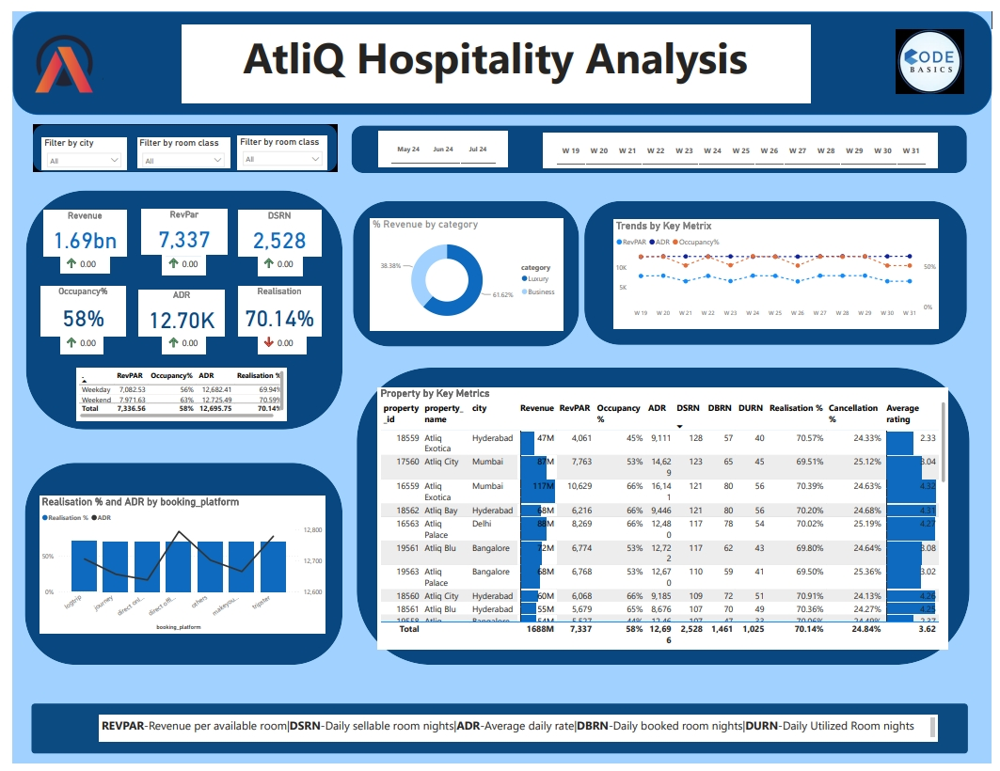 AtliQ Hospitality Analysis
CODE
BASICS
Filter by city
All
Filter by room class
All
Filter by room class
All
May 24 Jun 24 Jul 24
W 19 W 20 W 21 W 22 W 23 W 24 W 25 W 26 W 27 W 28 W 29 W 30 W 31
Revenue
1.69bn
0.00
RevPar
7,337
0.00
DSRN
2,528
0.00
Occupancy%
58%
0.00
ADR
12.70K
0.00
Realisation
70.14%
0.00
. RevPAR Occupancy% ADR Realisation %
Weekday 7,082.53 56% 12,682.41 69.94%
Weekend 7,971.63 63% 12,725.49 70.59%
Total 7,336.56 58% 12,695.75 70.14%
% Revenue by category
38.38%
61.62%
category
Luxury
Business
Trends by Key Metrix
RevPAR ADR Occupancy%
10K
5K
50%
0%
W 19 W 20 W 21 W 22 W 23 W 24 W 25 W 26 W 27 W 28 W 29 W 30 W 31
Realisation % and ADR by booking_platform
Realisation % ADR
50%
0%
12,800
12,700
12,600
logtrip journey direct onl... direct offl... others makeyou... tripster
booking_platform
Property by Key Metrics
property_id property_name city Revenue RevPAR Occupancy % ADR DSRN DBRN DURN Realisation % Cancellation % Average rating
18559 Atliq Exotica Hyderabad 47M 4,061 45% 9,111 128 57 40 70.57% 24.33% 2.33
17560 Atliq City Mumbai 87M 7,763 53% 14,629 123 65 45 69.51% 25.12% 3.04
16559 Atliq Exotica Mumbai 117M 10,629 66% 16,141 121 80 56 70.39% 24.63% 4.32
18562 Atliq Bay Hyderabad 68M 6,216 66% 9,446 121 80 56 70.20% 24.68% 4.31
16563 Atliq Palace Delhi 88M 8,269 66% 12,480 117 78 54 70.02% 25.19% 4.27
19561 Atliq Blu Bangalore 72M 6,774 53% 12,722 117 62 43 69.80% 24.64% 3.08
19563 Atliq Palace Bangalore 68M 6,768 53% 12,670 110 59 41 69.50% 25.36% 3.02
18560 Atliq City Hyderabad 60M 6,068 66% 9,185 109 72 51 70.91% 24.13% 4.26
18561 Atliq Blu Hyderabad 55M 5,679 65% 8,676 107 70 49 70.36% 24.27% 4.25
Total 1688M 7,337 58% 12,696 2,528 1,461 1,025 70.14% 24.84% 3.62
REVPAR-Revenue per available room|DSRN-Daily sellable room nights|ADR-Average daily rate|DBRN-Daily booked room nights|DURN-Daily Utilized Room nights